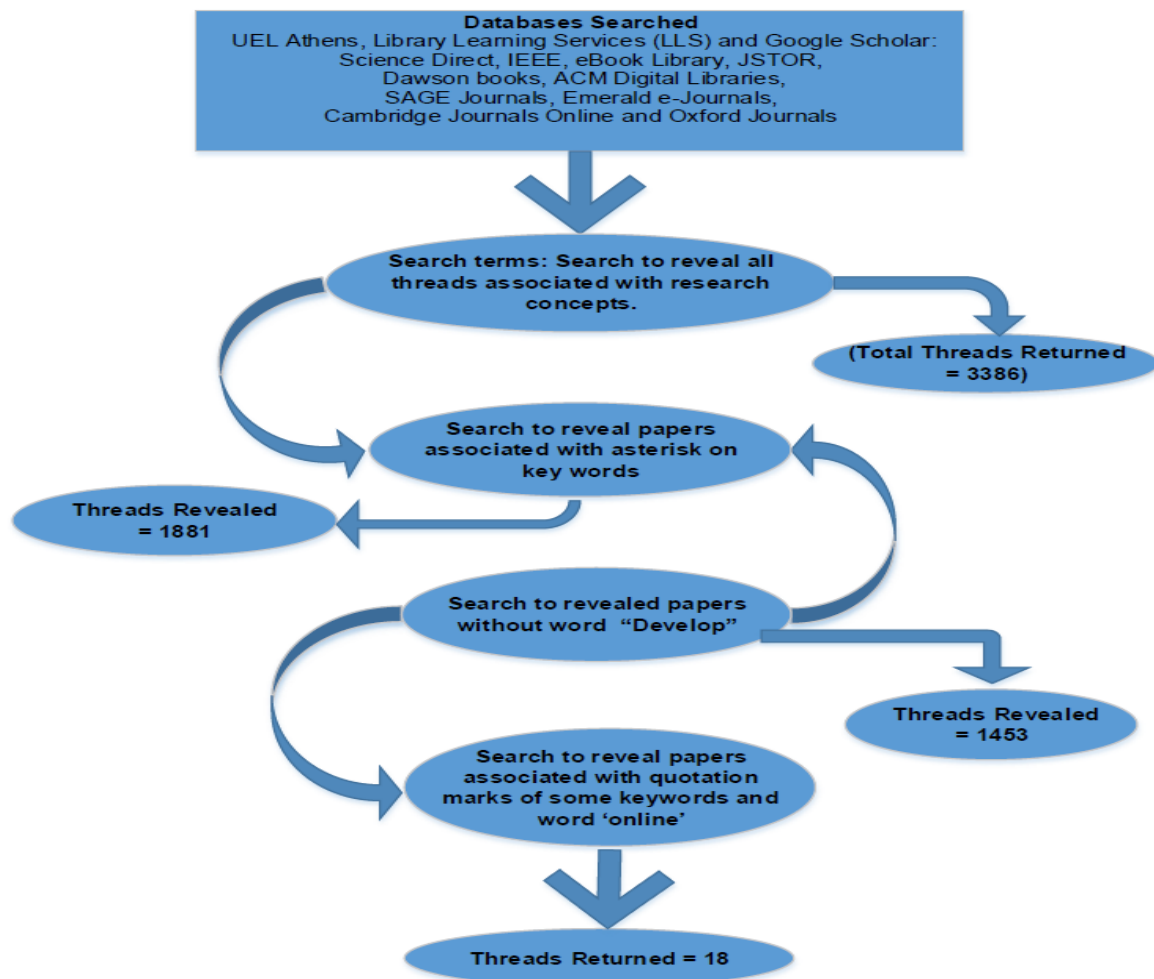 Databases Searched
UEL Athens, Library Learning Services (LLS) and Google Scholar:
Science Direct, IEEE, eBook Library, JSTOR,
Dawson books, ACM Digital Libraries,
SAGE Journals, Emerald e-Journals,
Cambridge Journals Online and Oxford Journals
Search terms: Search to reveal all
threads associated with research
concepts.
(Total Threads Returned
= 3386)
Search to reveal papers
associated with asterisk on
key words
Threads Revealed
= 1881
Search to revealed papers
without word “Develop”
Threads Revealed
= 1453
Search to reveal papers
associated with quotation
marks of some keywords and
word ‘online’
Threads Returned = 18